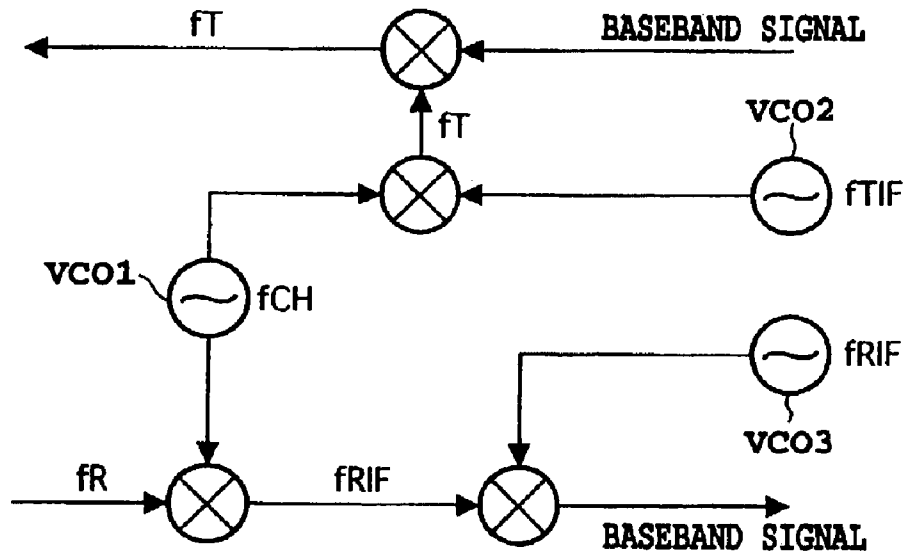 fT
BASEBAND SIGNAL
fT
VCO2
fTIF
VCO1
fCH
fRIF
VCO3
fR
fRIF
BASEBAND SIGNAL